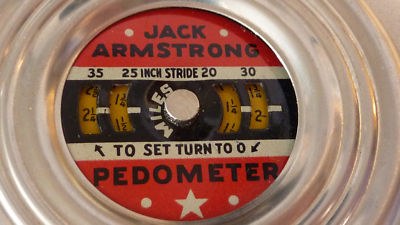 JACK
ARMSTRONG
35 25 INCH STRIDE 20 30
MILES
TO SET TURN TO 0
PEDOMETER